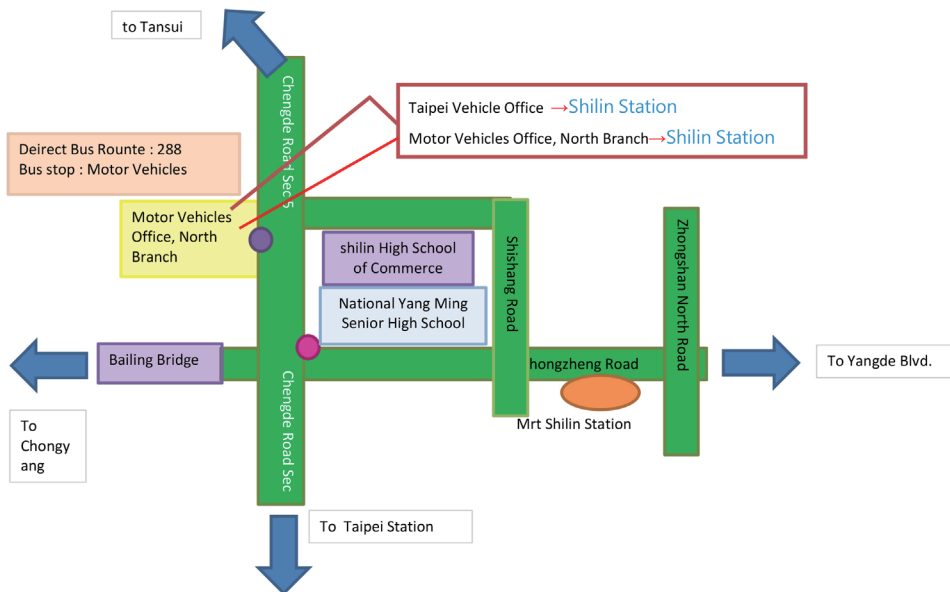 to Tansui
Taipei Vehicle Office →Shilin Station
Motor Vehicles Office, North Branch→Shilin Station
Deirect Bus Rounte : 288
Bus stop : Motor Vehicles
Chengde Road Sec 5
Motor Vehicles
Office, North
Branch
shilin High School
of Commerce
National Yang Ming
Senior High School
Shishang Road
Zhongshan North Road
Bailing Bridge
hongzheng Road
To Yangde Blvd.
Mrt Shilin Station
Chengde Road Sec
To
Chongy
ang
To Taipei Station